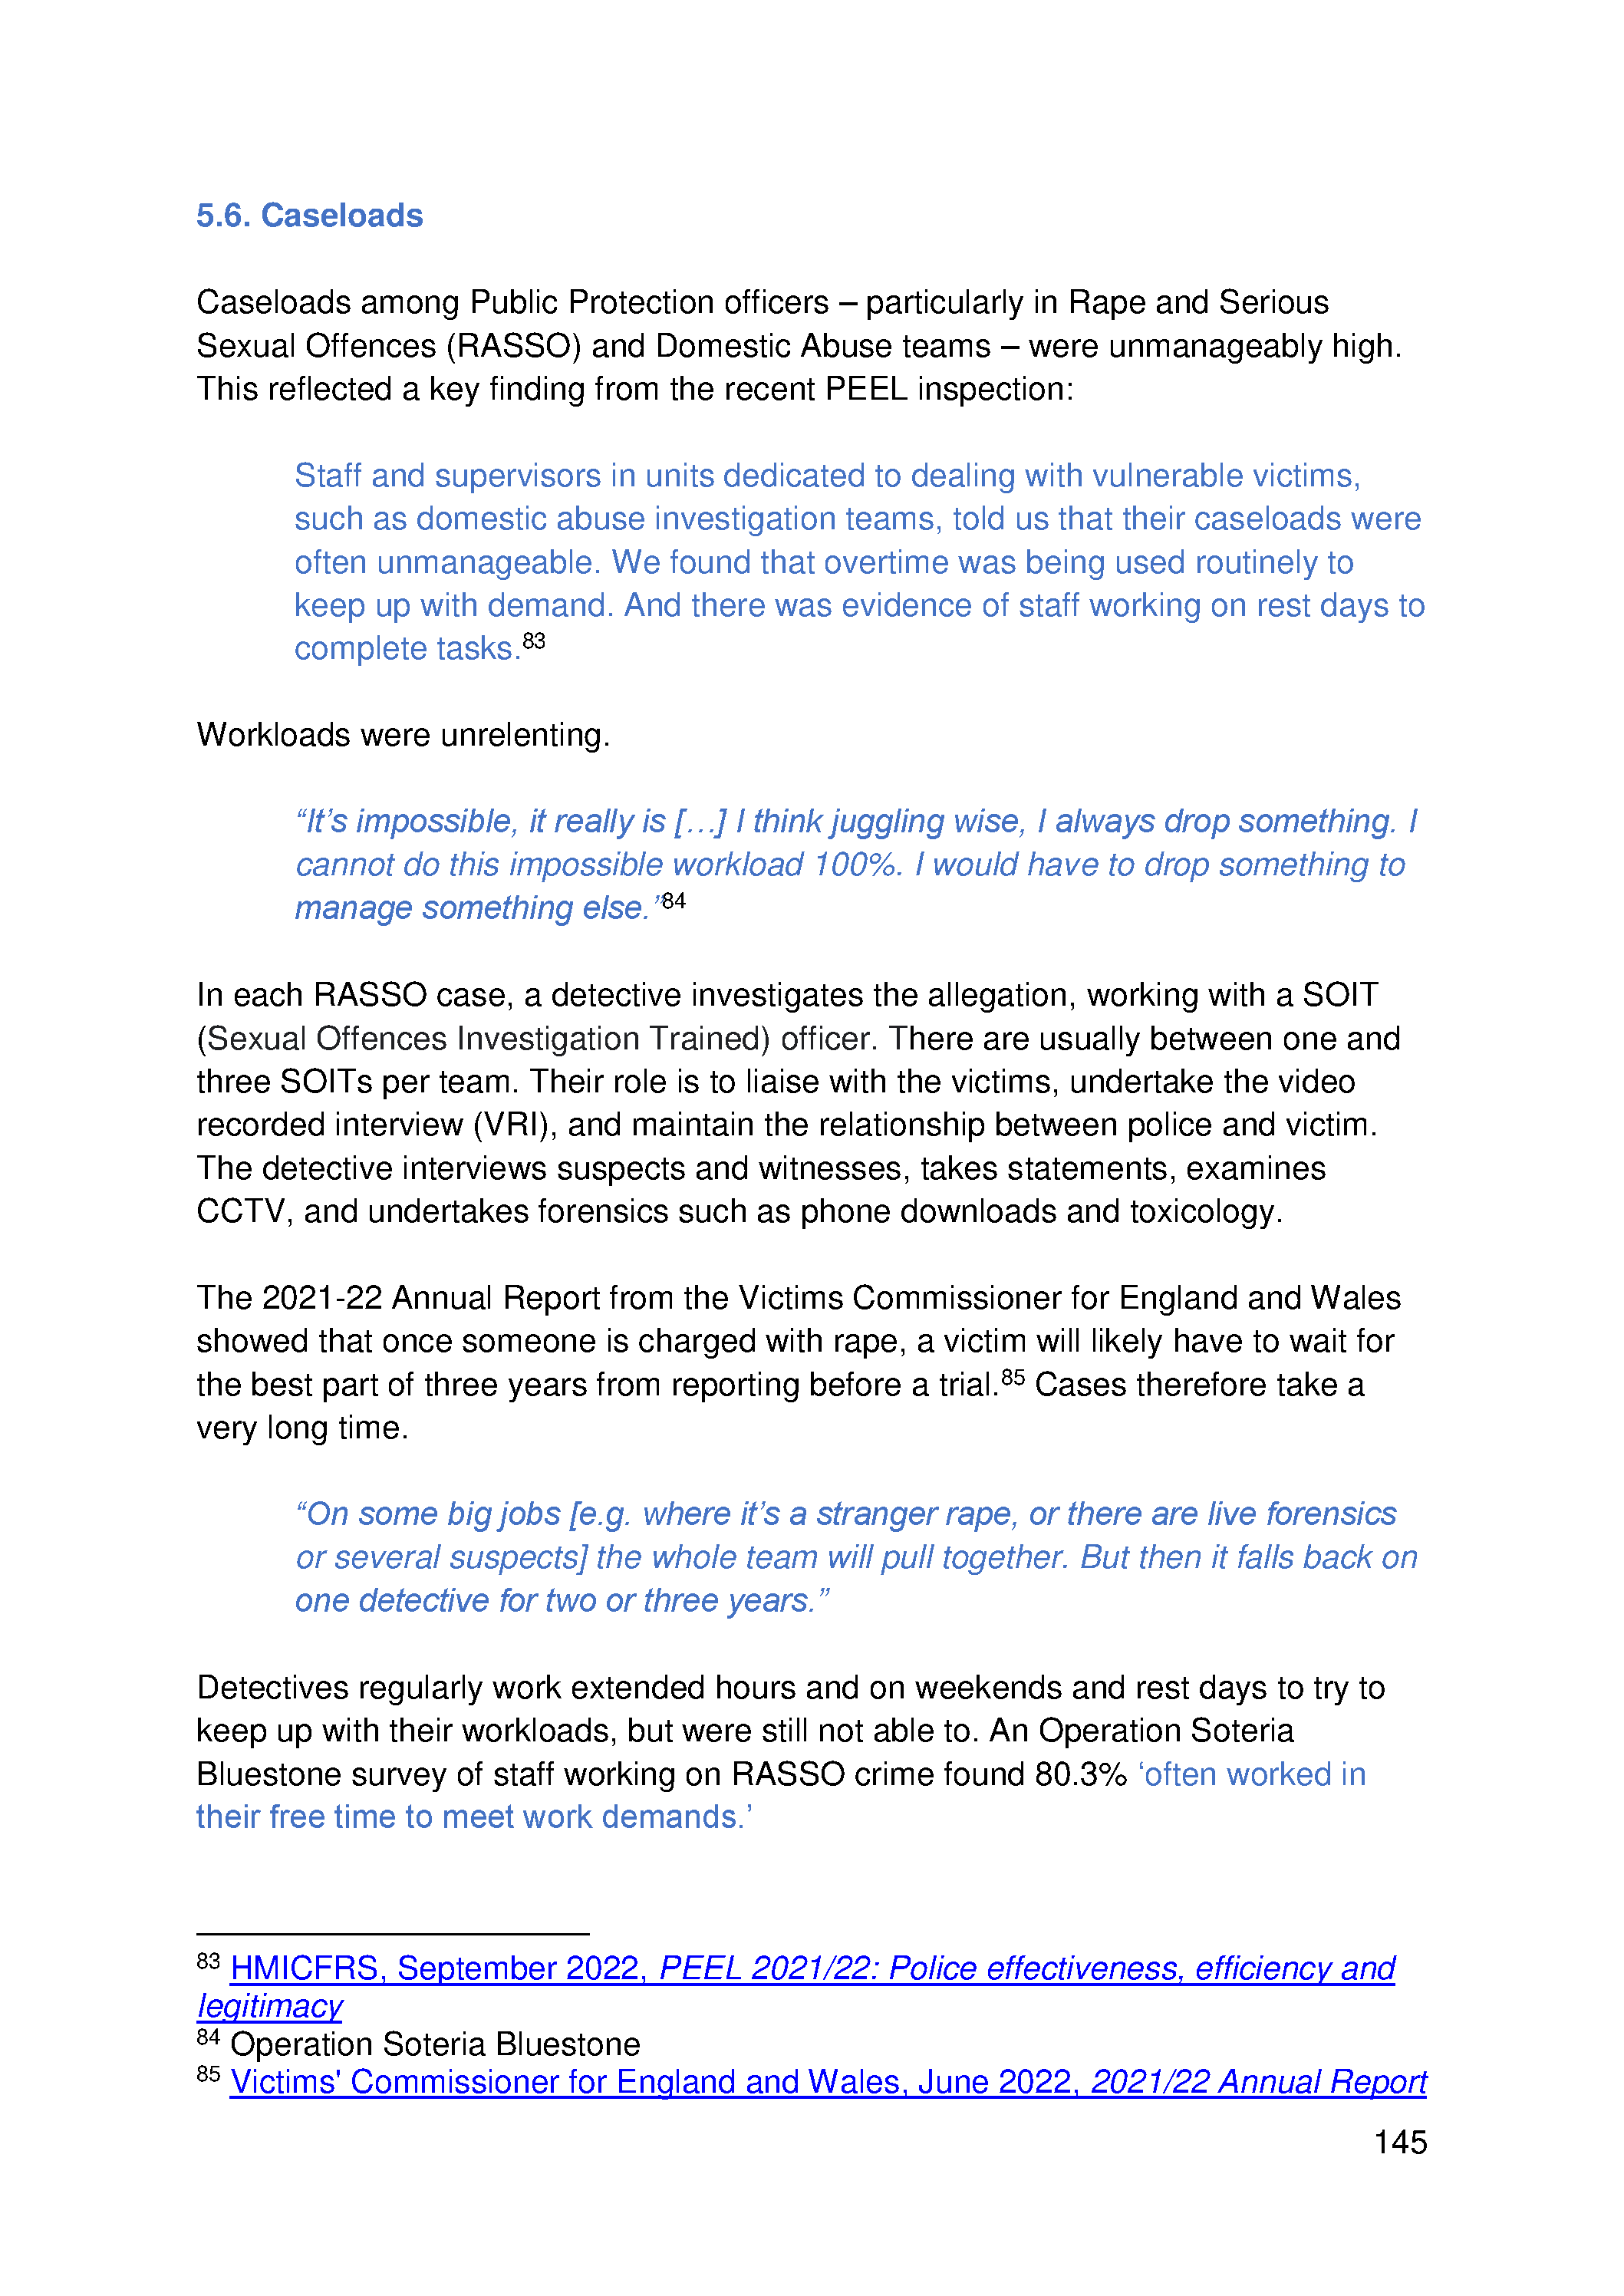 5.6. Caseloads
Caseloads among Public Protection officers – particularly in Rape and Serious
Sexual Offences (RASSO) and Domestic Abuse teams – were unmanageably high.
This reflected a key finding from the recent PEEL inspection:
Staff and supervisors in units dedicated to dealing with vulnerable victims,
such as domestic abuse investigation teams, told us that their caseloads were
often unmanageable. We found that overtime was being used routinely to
keep up with demand. And there was evidence of staff working on rest days to
complete tasks.83
Workloads were unrelenting.
“It’s impossible, it really is […] I think juggling wise, I always drop something. I
cannot do this impossible workload 100%. I would have to drop something to
manage something else.”84
In each RASSO case, a detective investigates the allegation, working with a SOIT
(Sexual Offences Investigation Trained) officer. There are usually between one and
three SOITs per team. Their role is to liaise with the victims, undertake the video
recorded interview (VRI), and maintain the relationship between police and victim.
The detective interviews suspects and witnesses, takes statements, examines
CCTV, and undertakes forensics such as phone downloads and toxicology.
The 2021-22 Annual Report from the Victims Commissioner for England and Wales
showed that once someone is charged with rape, a victim will likely have to wait for
the best part of three years from reporting before a trial.85 Cases therefore take a
very long time.
“On some big jobs [e.g. where it’s a stranger rape, or there are live forensics
or several suspects] the whole team will pull together. But then it falls back on
one detective for two or three years.”
Detectives regularly work extended hours and on weekends and rest days to try to
keep up with their workloads, but were still not able to. An Operation Soteria
Bluestone survey of staff working on RASSO crime found 80.3% ‘often worked in
their free time to meet work demands.’
83 HMICFRS, September 2022, PEEL 2021/22: Police effectiveness, efficiency and
legitimacy
84 Operation Soteria Bluestone
85 Victims' Commissioner for England and Wales, June 2022, 2021/22 Annual Report
145